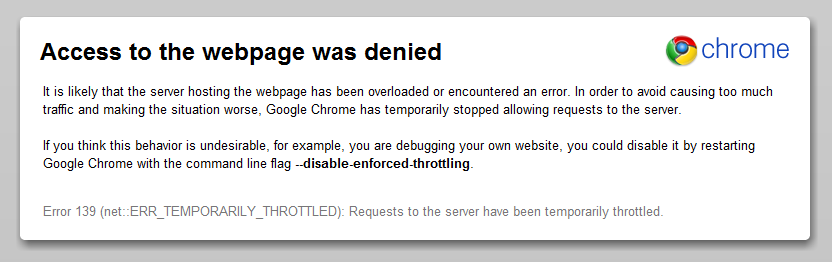 Access to the webpage was denied
chrome
It is likely that the server hosting the webpage has been overloaded or encountered an error. In order to avoid causing too much
traffic and making the situation worse, Google Chrome has temporarily stopped allowing requests to the server.
If you think this behavior is undesirable, for example, you are debugging your own website, you could disable it by restarting
Google Chrome with the command line flag --disable-enforced-throttling.
Error 139 (net::ERR_TEMPORARILY_THROTTLED): Requests to the server have been temporarily throttled.